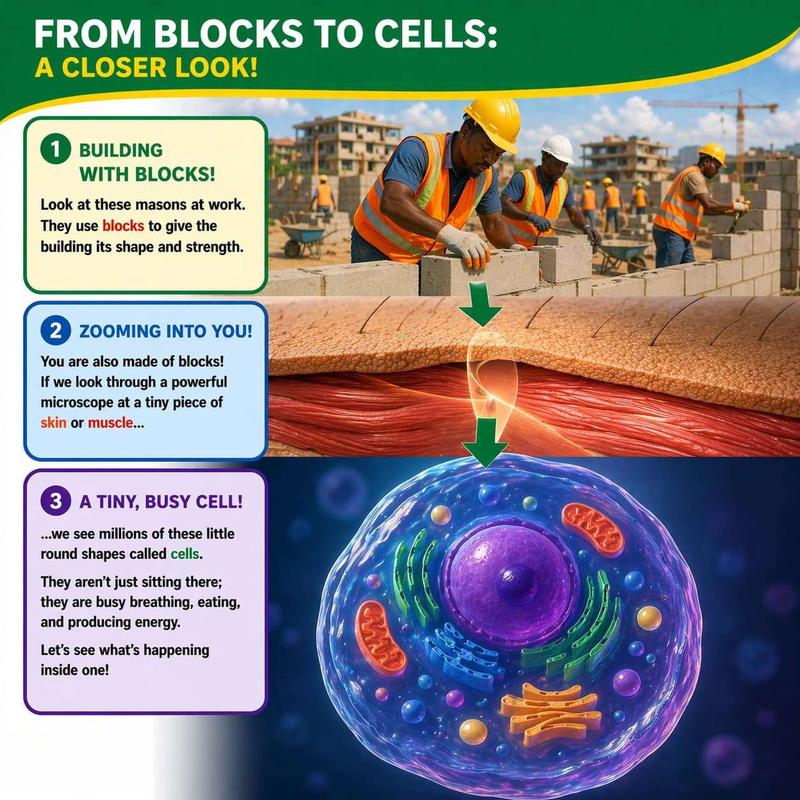 FROM BLOCKS TO CELLS:
A CLOSER LOOK!
1 BUILDING
WITH BLOCKS!
Look at these masons at work.
They use blocks to give the
building its shape and strength.
2 ZOOMING INTO YOU!
You are also made of blocks!
If we look through a powerful
microscope at a tiny piece of
skin or muscle...
3 A TINY, BUSY CELL!
...we see millions of these little
round shapes called cells.
They aren't just sitting there;
they are busy breathing, eating,
and producing energy.
Let's see what's happening
inside one!